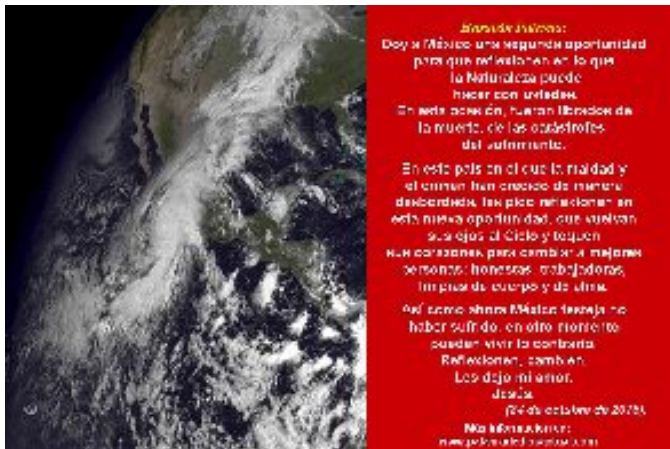 Huracán Patricia:
Doy a México una segunda oportunidad
para que reflexionen en lo que
la Naturaleza puede
hacer con ustedes.
En esta ocasión, fueron librados de
la muerte, de las catástrofes
del sufrimiento.
En este país en el que la maldad y
el crimen han crecido de manera
desbordada, les pido reflexionen en
esta nueva oportunidad, que vuelvan
sus ojos al Cielo y toquen
sus corazones para cambiar a mejores
personas: honestas, trabajadoras,
limpias de cuerpo y de alma.
Así como ahora México festeja no
haber sufrido, en otro momento
pueden vivir lo contrario.
Reflexionen, cambien.
Les dejo mi amor.
Jesús.
(24 de octubre de 2015).
Más información en: